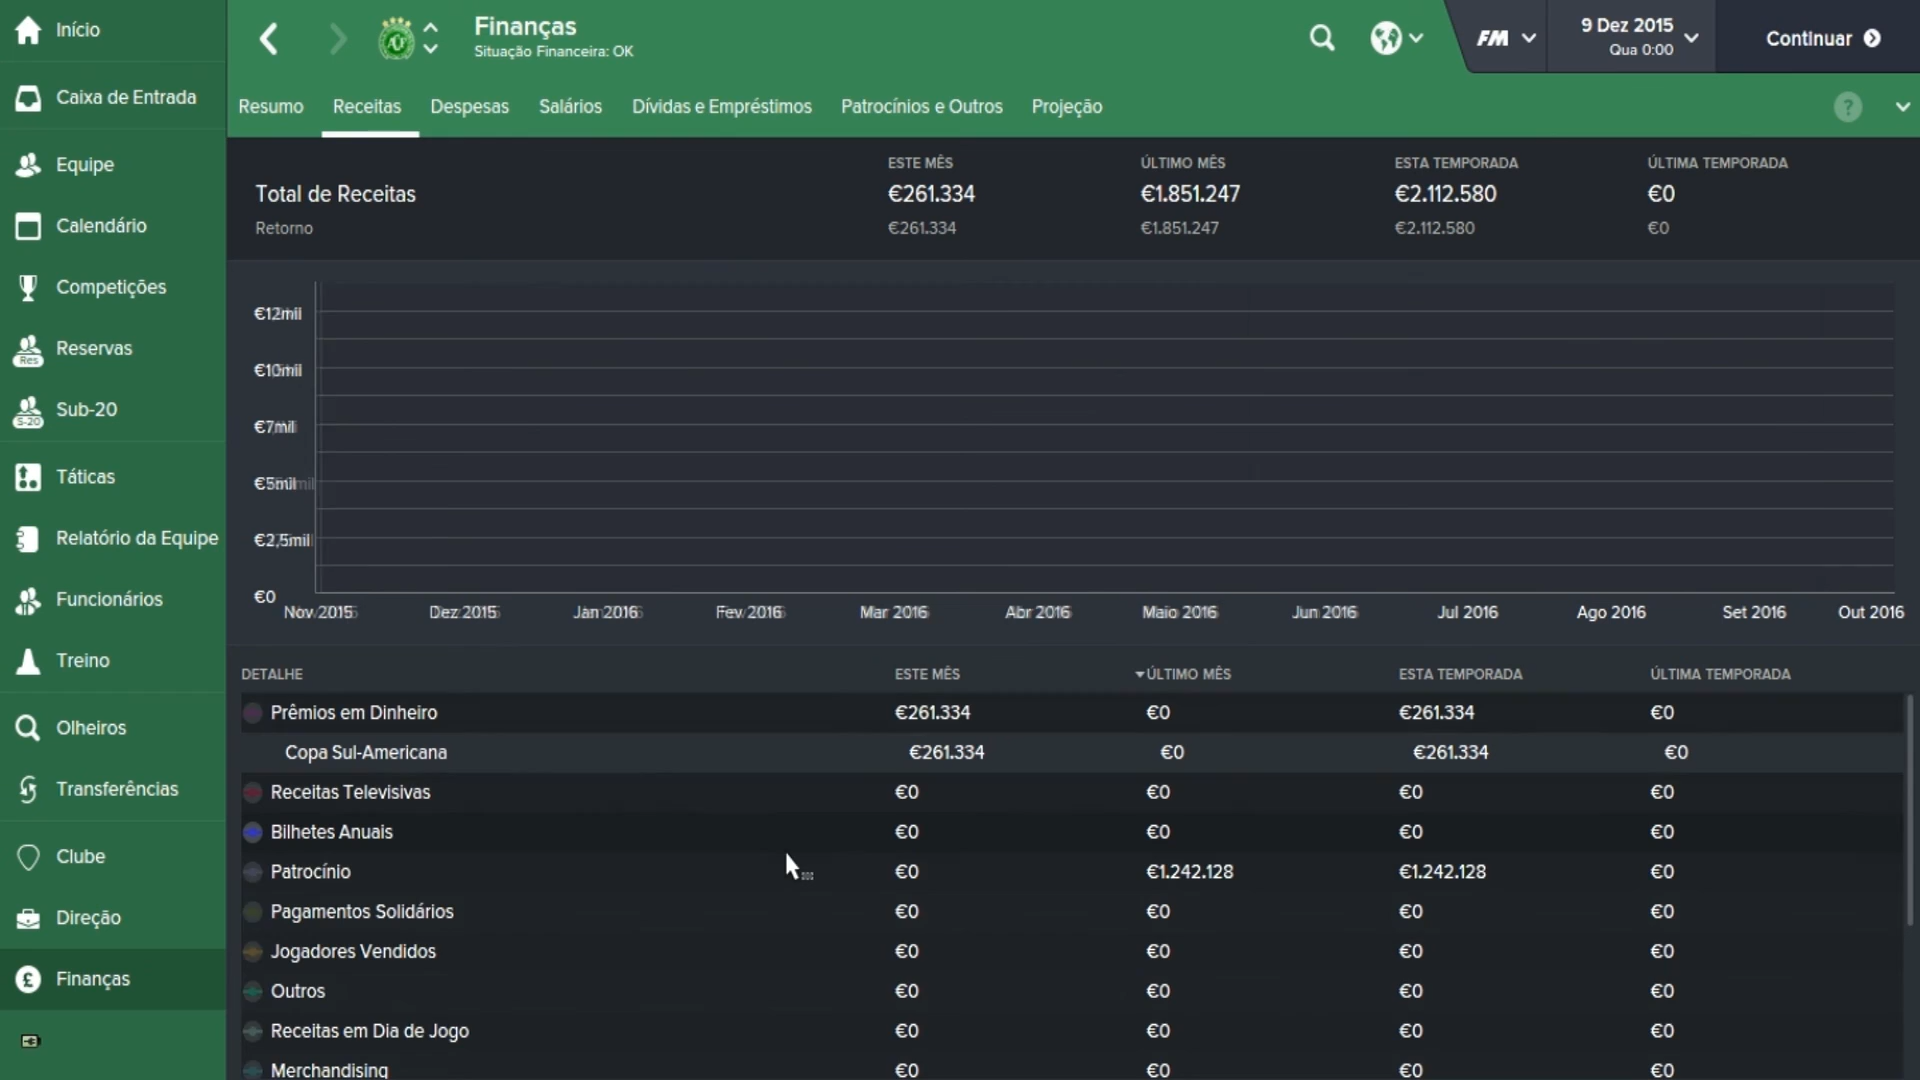 Início
Caixa de Entrada
Equipe
Calendário
Competições
Reservas
Res
Sub-20
S-20
Táticas
Relatório da Equipe
Funcionários
Treino
Olheiros
Transferências
Clube
Direção
Finanças
Finanças
Situação Financeira: OK
FM
9 Dez 2015
Qua 0:00
Continuar
Resumo Receitas Despesas Salários Dívidas e Empréstimos Patrocínios e Outros Projeção
?
ESTE MÊS ÚLTIMO MÊS ESTA TEMPORADA ÚLTIMA TEMPORADA
Total de Receitas €261.334 €1.851.247 €2.112.580 €0
Retorno €261.334 €1.851.247 €2.112.580 €0
€12mil
€10mil
€7mil
€5mil
€2,5mil
€0
Nov 2015 Dez 2015 Jan 2016 Fev 2016 Mar 2016 Abr 2016 Maio 2016 Jun 2016 Jul 2016 Ago 2016 Set 2016 Out 2016
DETALHE ESTE MÊS ÚLTIMO MÊS ESTA TEMPORADA ÚLTIMA TEMPORADA
Prêmios em Dinheiro €261.334 €0 €261.334 €0
Copa Sul-Americana €261.334 €0 €261.334 €0
Receitas Televisivas €0 €0 €0 €0
Bilhetes Anuais €0 €0 €0 €0
Patrocínio €0 €1.242.128 €1.242.128 €0
Pagamentos Solidários €0 €0 €0 €0
Jogadores Vendidos €0 €0 €0 €0
Outros €0 €0 €0 €0
Receitas em Dia de Jogo €0 €0 €0 €0
Merchandising €0 €0 €0 €0